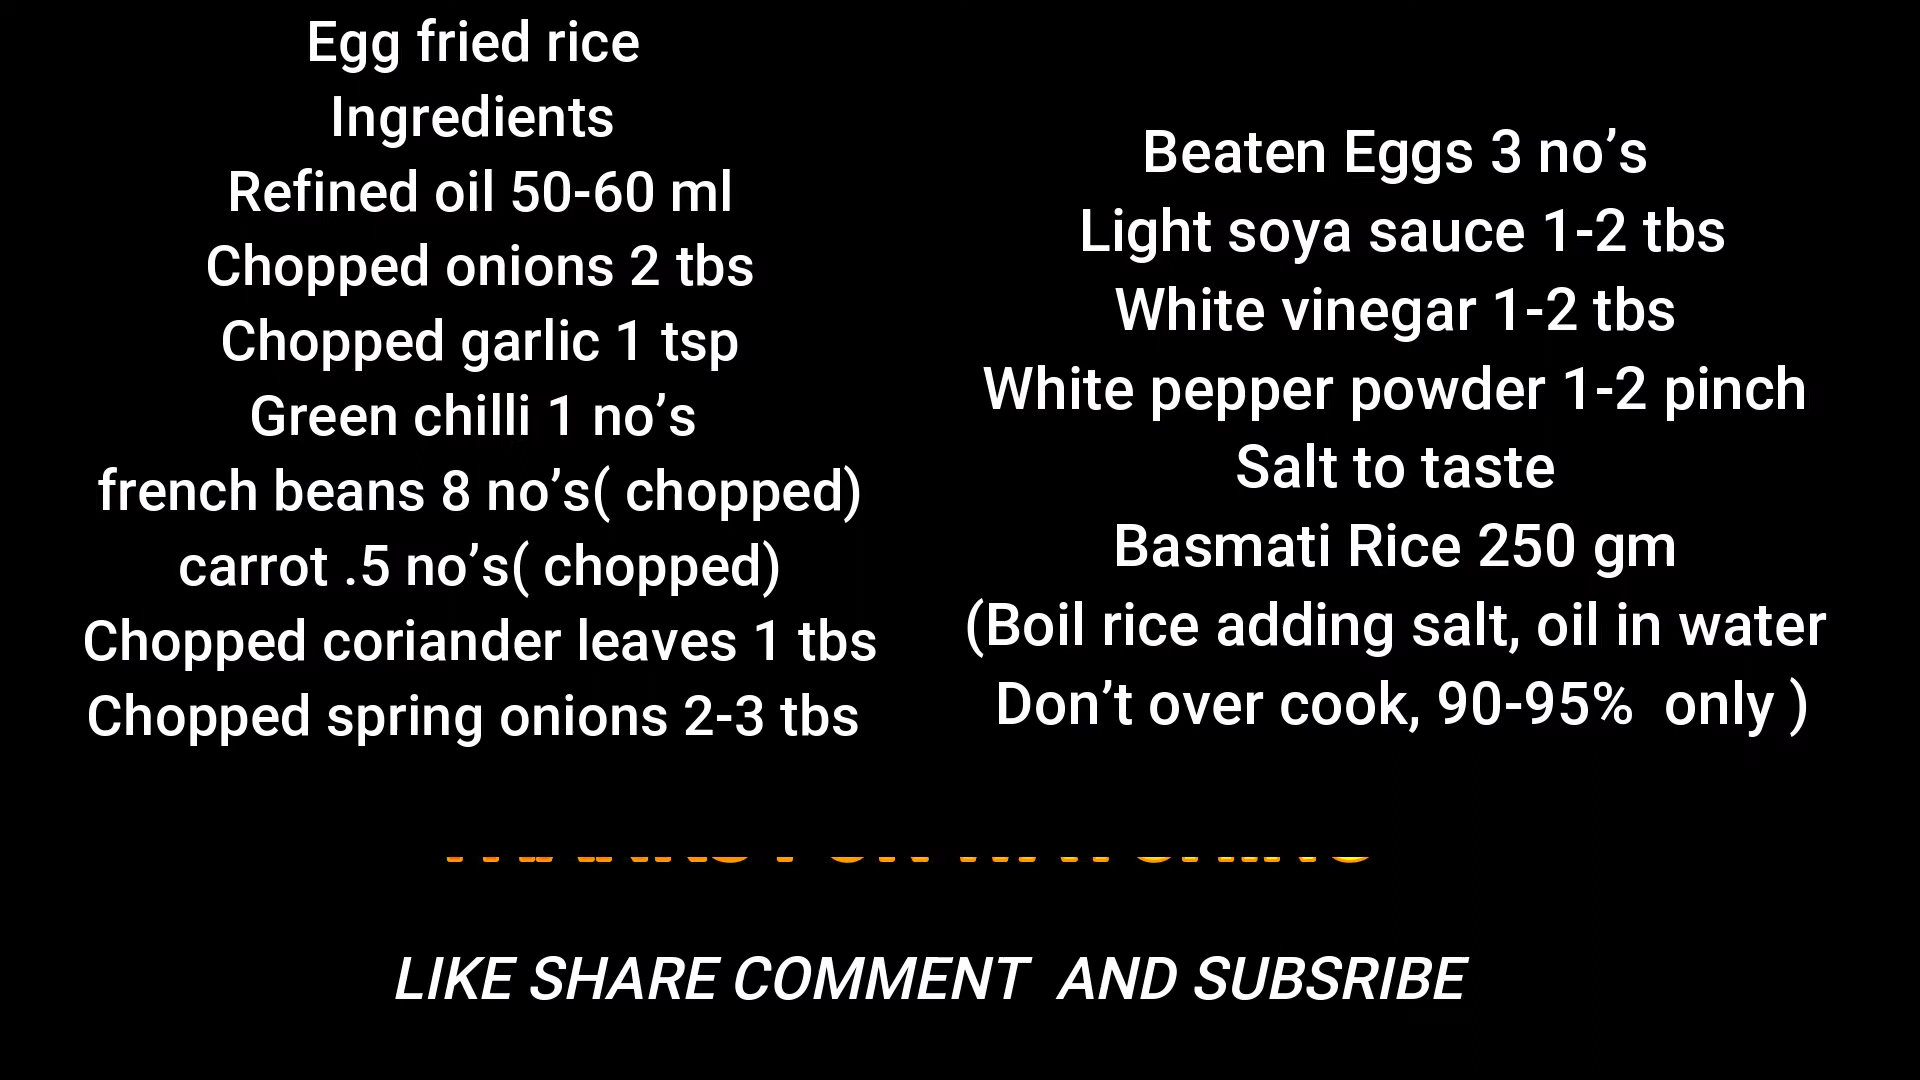 Egg fried rice
Ingredients
Refined oil 50-60 ml
Chopped onions 2 tbs
Chopped garlic 1 tsp
Green chilli 1 no’s
french beans 8 no’s( chopped)
carrot .5 no’s( chopped)
Chopped coriander leaves 1 tbs
Chopped spring onions 2-3 tbs
Beaten Eggs 3 no’s
Light soya sauce 1-2 tbs
White vinegar 1-2 tbs
White pepper powder 1-2 pinch
Salt to taste
Basmati Rice 250 gm
(Boil rice adding salt, oil in water
Don’t over cook, 90-95%  only )
LIKE SHARE COMMENT  AND SUBSRIBE